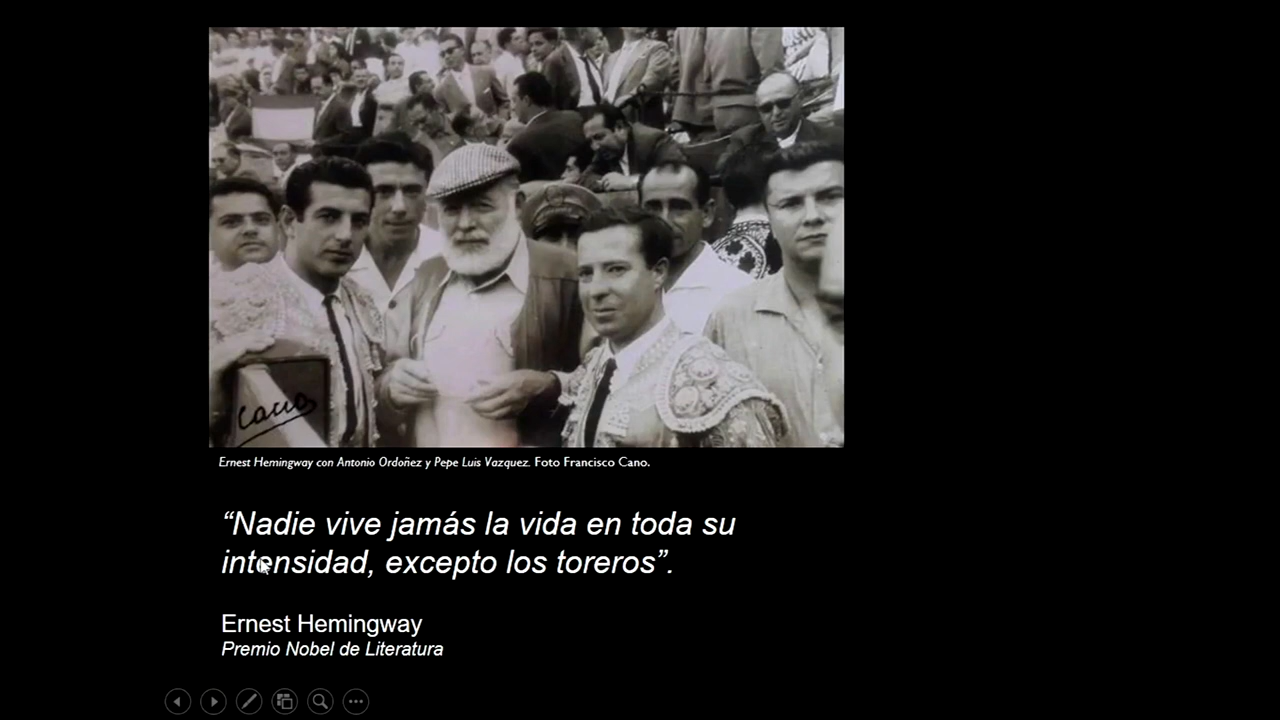 Cano
Ernest Hemingway con Antonio Ordoñez y Pepe Luis Vazquez. Foto Francisco Cano.
“Nadie vive jamás la vida en toda su
intensidad, excepto los toreros”.
Ernest Hemingway
Premio Nobel de Literatura